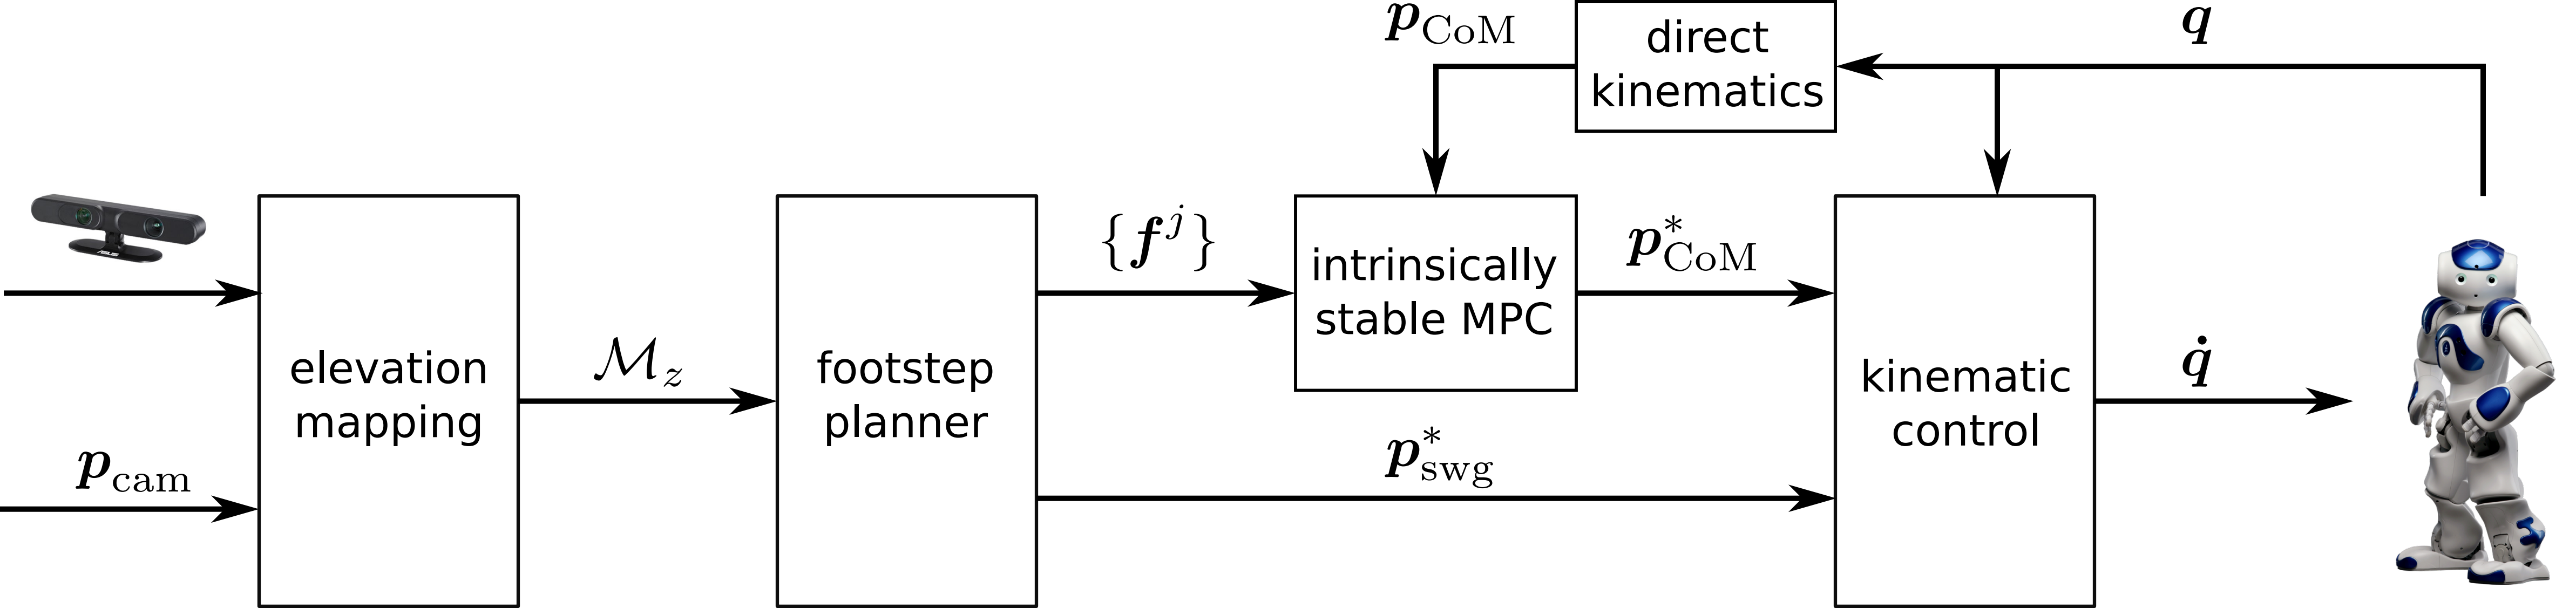 p_CoM
direct
kinematics
q
{f^j}
intrinsically
stable MPC
p*_CoM
elevation
mapping
M_z
footstep
planner
kinematic
control
q̇
p_cam
p*_swg